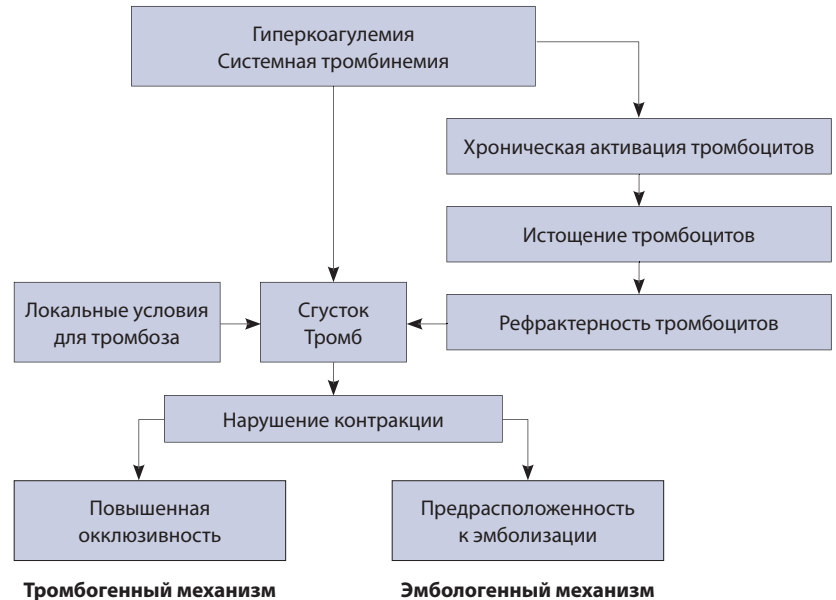 Гиперкоагулемия
Системная тромбинемия
Хроническая активация тромбоцитов
Истощение тромбоцитов
Локальные условия
для тромбоза
Сгусток
Тромб
Рефрактерность тромбоцитов
Нарушение контракции
Повышенная
окклюзивность
Предрасположенность
к эмболизации
Тромбогенный механизм
Эмбологенный механизм